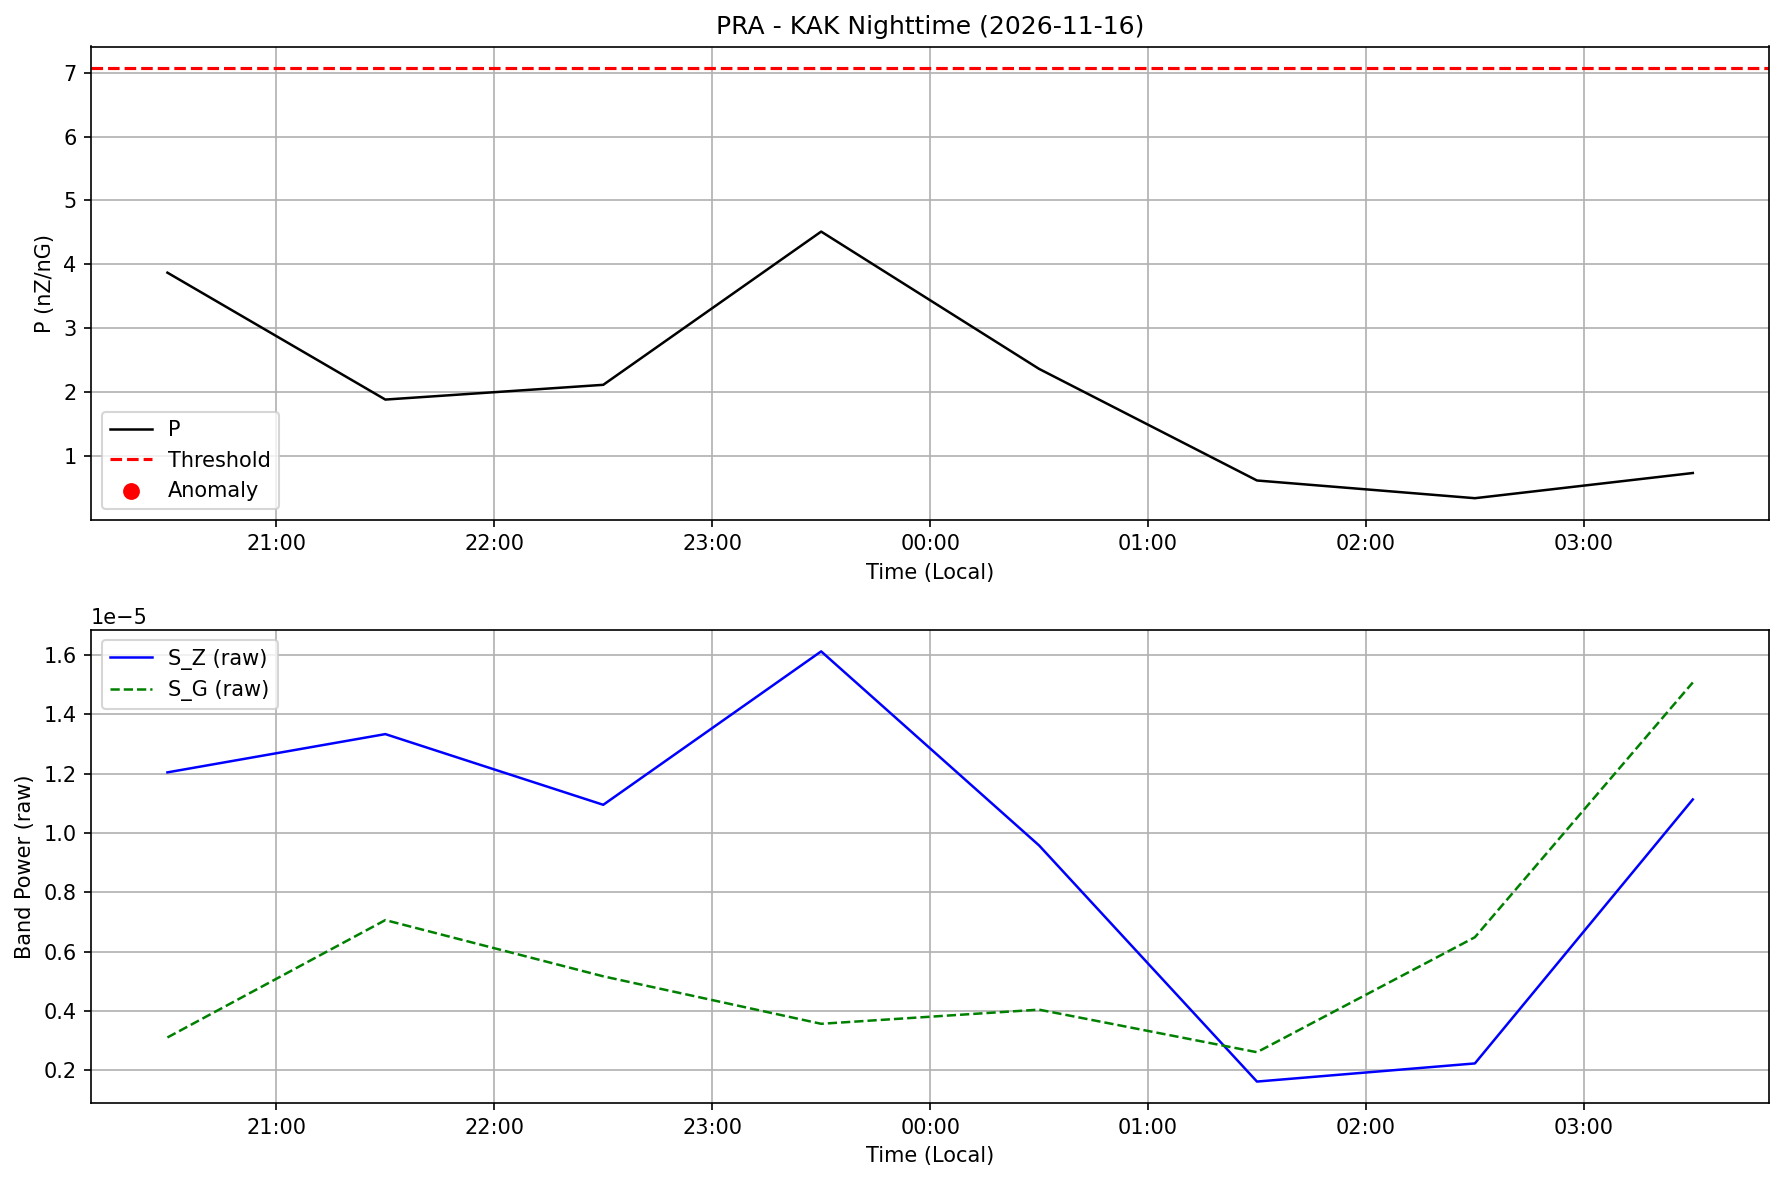 PRA - KAK Nighttime (2026-11-16)
P (nZ/nG)
7
6
5
4
3
2
1
P
Threshold
Anomaly
21:00 22:00 23:00 00:00 01:00 02:00 03:00
Time (Local)
1e−5
Band Power (raw)
1.6
1.4
1.2
1.0
0.8
0.6
0.4
0.2
S_Z (raw)
S_G (raw)
21:00 22:00 23:00 00:00 01:00 02:00 03:00
Time (Local)